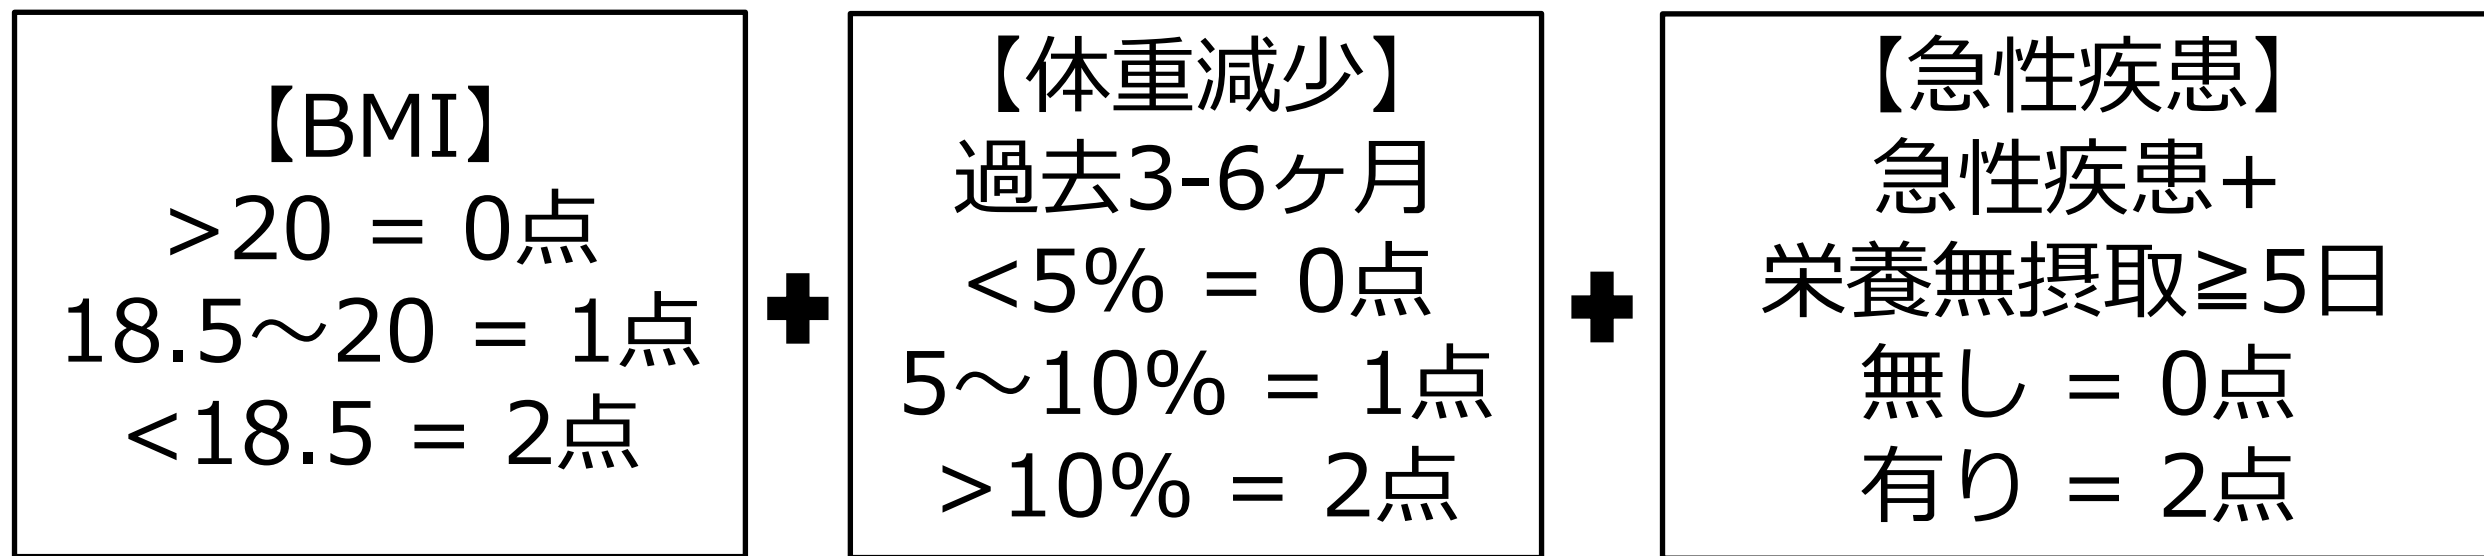 【BMI】
>20 = 0点
18.5～20 = 1点
<18.5 = 2点
+
【体重減少】
過去3-6ヶ月
<5% = 0点
5～10% = 1点
>10% = 2点
+
【急性疾患】
急性疾患+
栄養無摂取≧5日
無し = 0点
有り = 2点